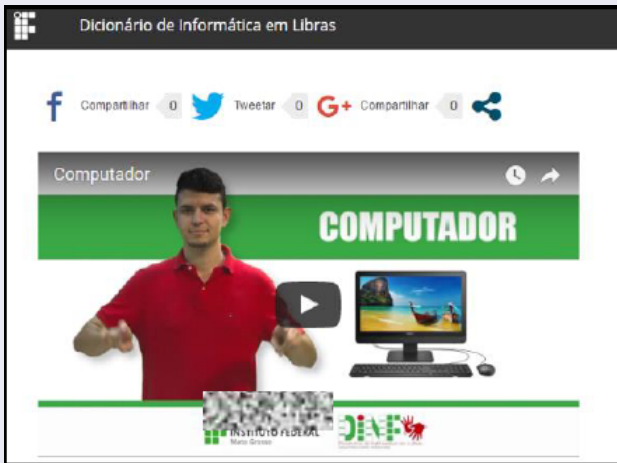 Dicionário de Informática em Libras
Compartilhar 0 Tweetar 0 G+ Compartilhar 0
Computador
COMPUTADOR
INSTITUTO FEDERAL
Mato Grosso